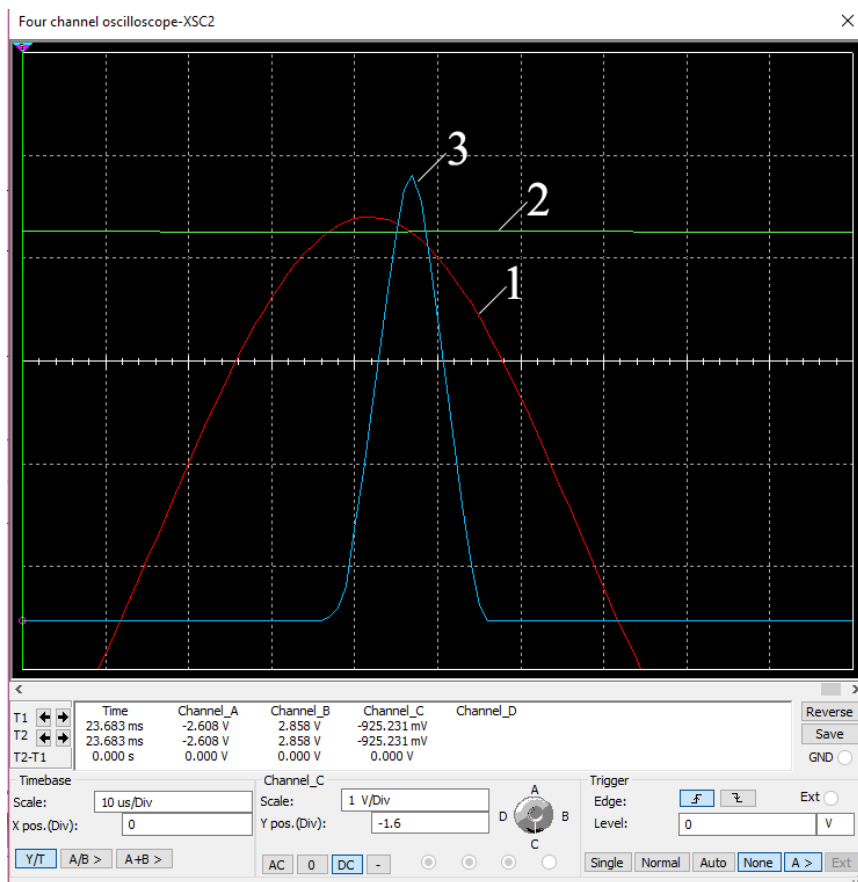 Four channel oscilloscope-XSC2
×
3
2
1
T1
T2
T2-T1
Time Channel_A Channel_B Channel_C Channel_D
23.683 ms -2.608 V 2.858 V -925.231 mV
23.683 ms -2.608 V 2.858 V -925.231 mV
0.000 s 0.000 V 0.000 V 0.000 V
Reverse
Save
GND
Timebase
Scale: 10 us/Div
X pos.(Div): 0
Y/T A/B > A+B >
Channel_C
Scale: 1 V/Div
Y pos.(Div): -1.6
AC 0 DC -
A
D B
C
Trigger
Edge: Ext
Level: 0 V
Single Normal Auto None A > Ext